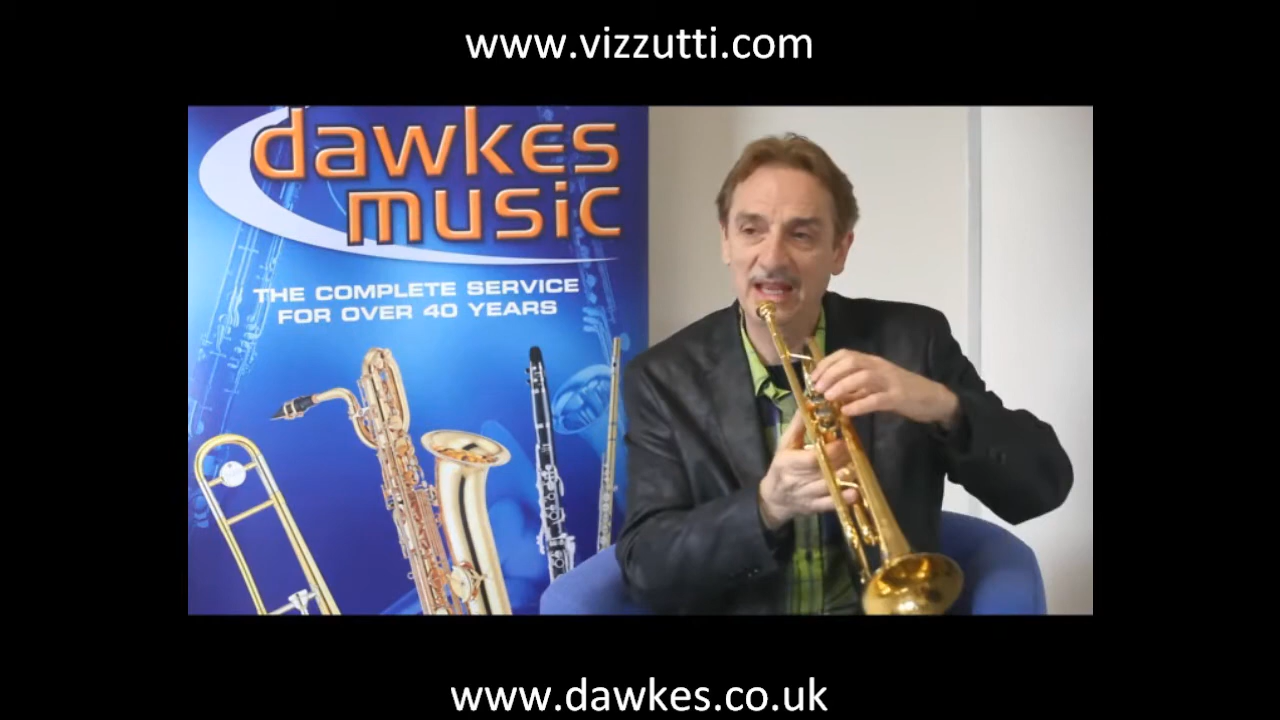 www.vizzutti.com
dawkes
music
THE COMPLETE SERVICE
FOR OVER 40 YEARS
www.dawkes.co.uk